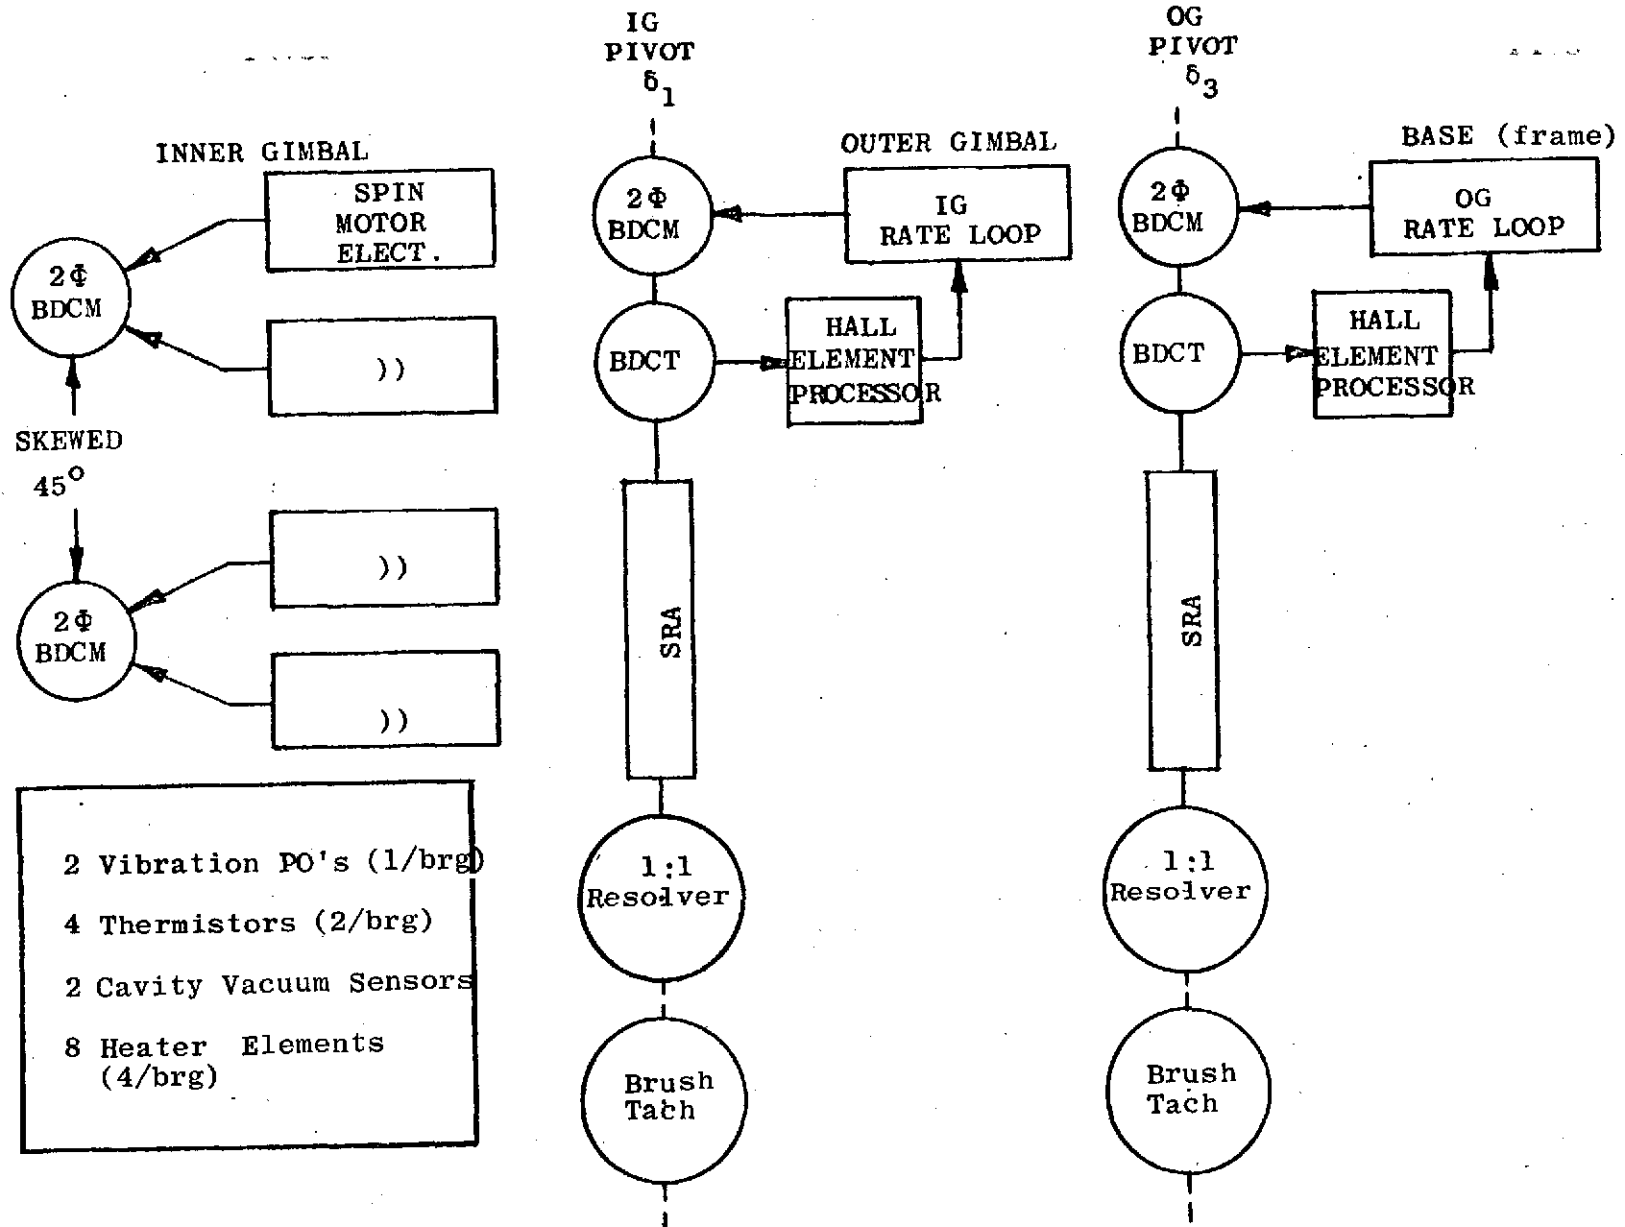 INNER GIMBAL
SPIN
MOTOR
ELECT.
2Φ
BDCM
))
SKEWED
45°
))
2Φ
BDCM
))
2 Vibration PO's (1/brg)
4 Thermistors (2/brg)
2 Cavity Vacuum Sensors
8 Heater Elements
(4/brg)
IG
PIVOT
δ1
OUTER GIMBAL
2Φ
BDCM
IG
RATE LOOP
BDCT
HALL
ELEMENT
PROCESSOR
SRA
1:1
Resolver
Brush
Tach
OG
PIVOT
δ3
BASE (frame)
2Φ
BDCM
OG
RATE LOOP
BDCT
HALL
ELEMENT
PROCESSOR
SRA
1:1
Resolver
Brush
Tach